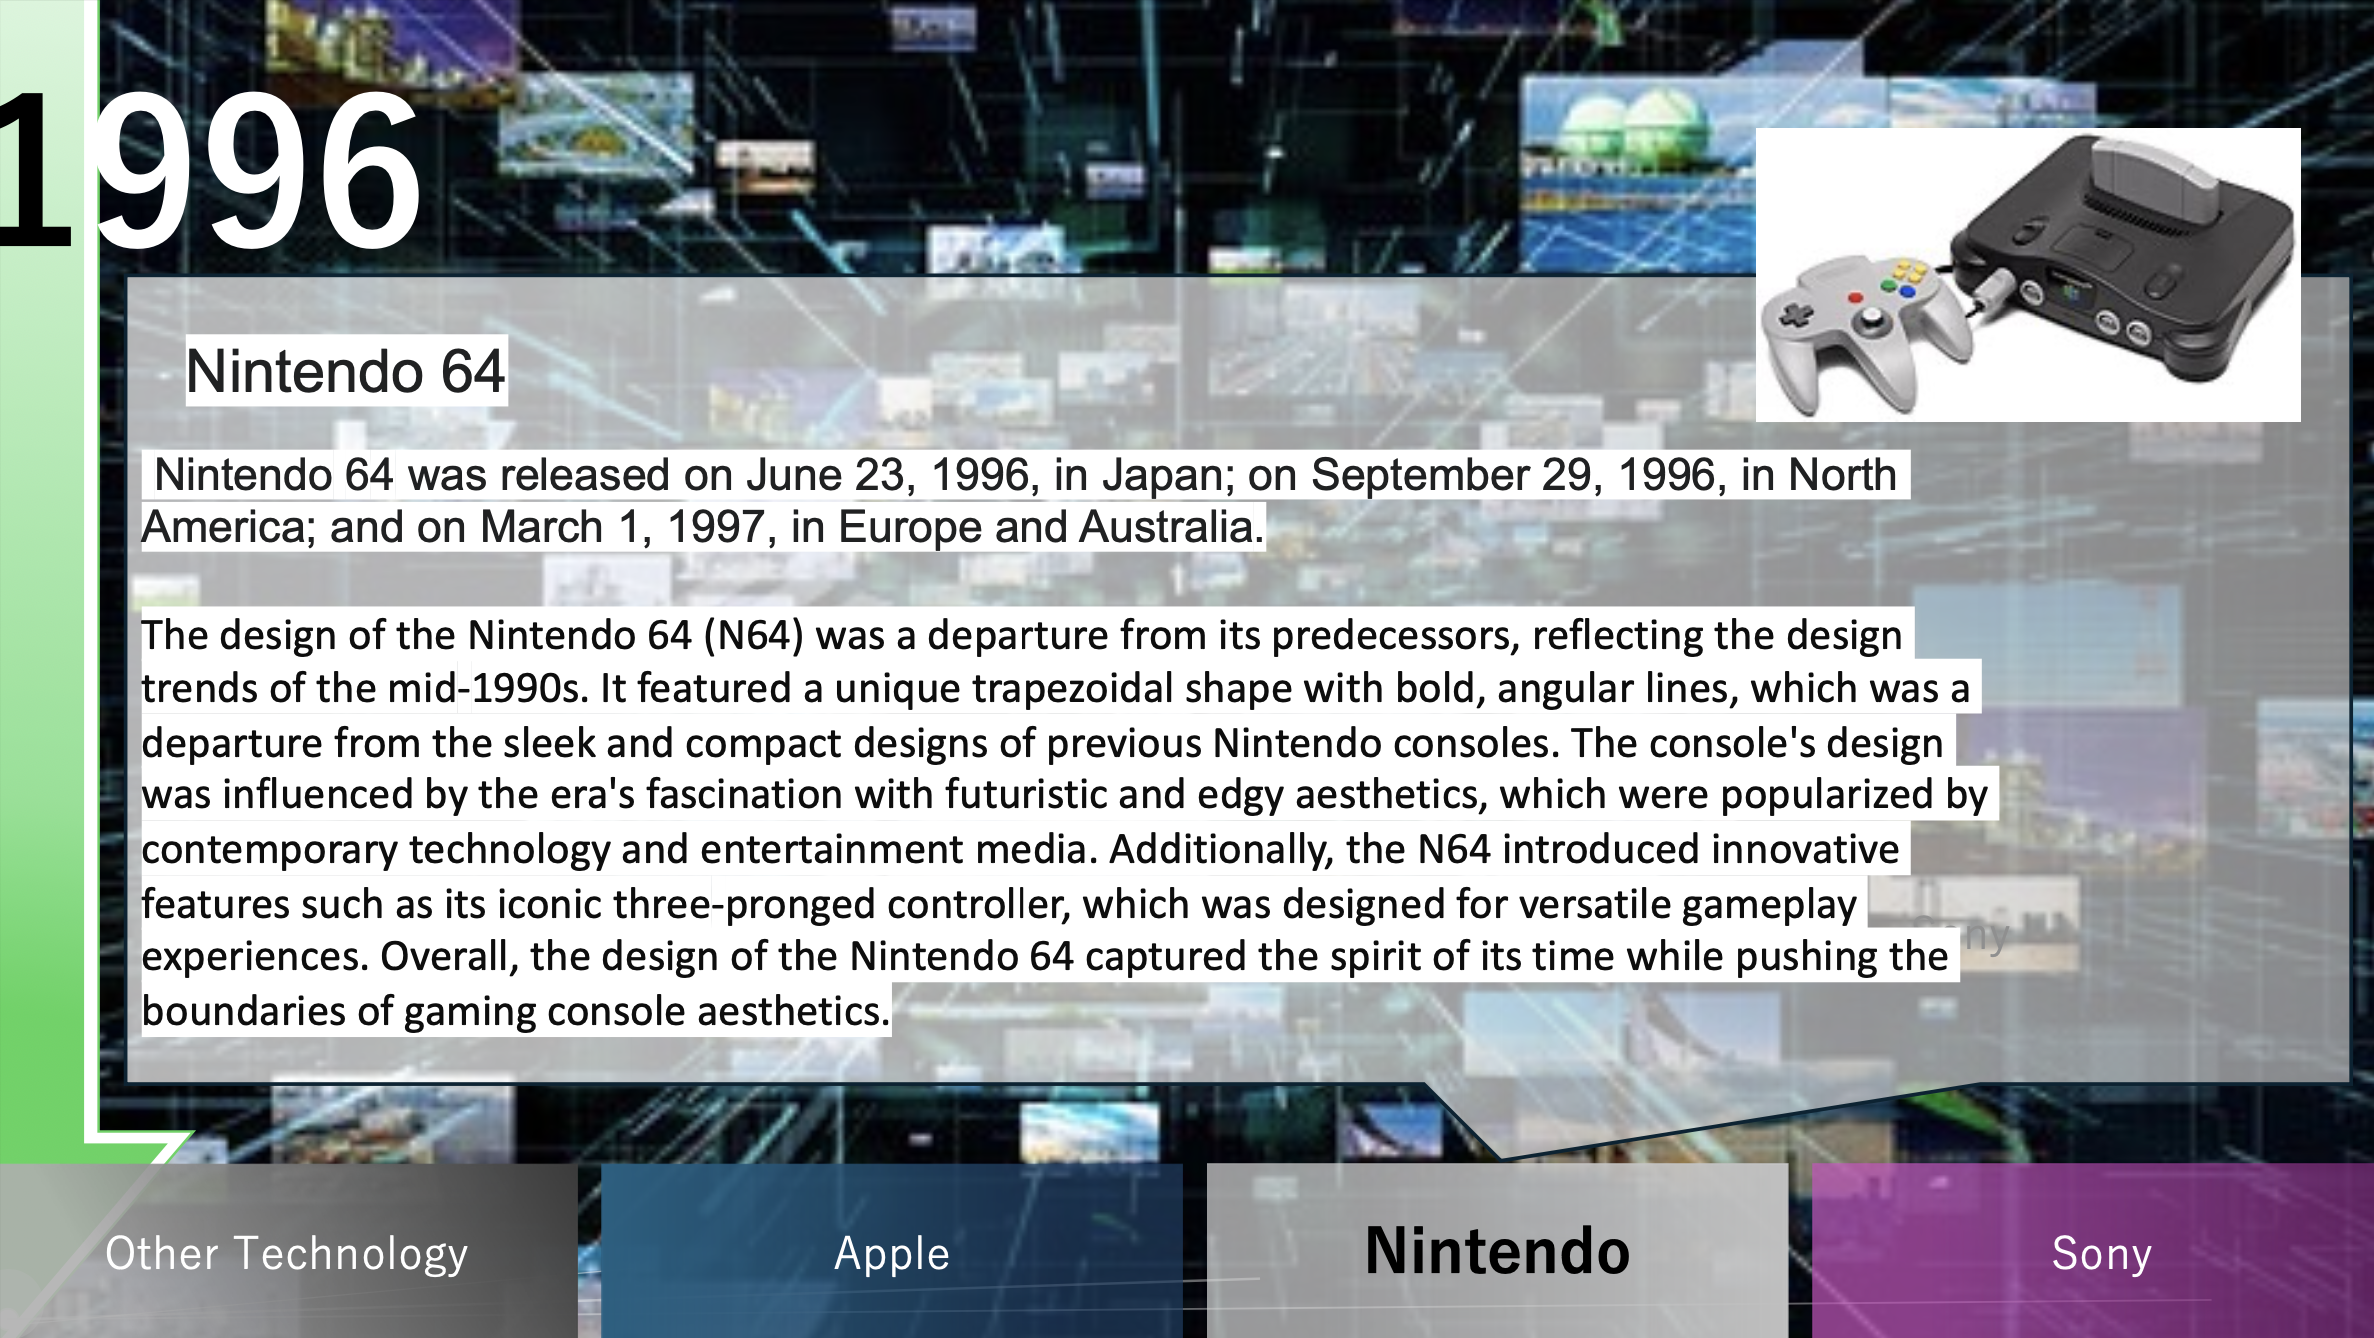 1996
Nintendo 64
Nintendo 64 was released on June 23, 1996, in Japan; on September 29, 1996, in North
America; and on March 1, 1997, in Europe and Australia.
The design of the Nintendo 64 (N64) was a departure from its predecessors, reflecting the design
trends of the mid-1990s. It featured a unique trapezoidal shape with bold, angular lines, which was a
departure from the sleek and compact designs of previous Nintendo consoles. The console's design
was influenced by the era's fascination with futuristic and edgy aesthetics, which were popularized by
contemporary technology and entertainment media. Additionally, the N64 introduced innovative
features such as its iconic three-pronged controller, which was designed for versatile gameplay
experiences. Overall, the design of the Nintendo 64 captured the spirit of its time while pushing the
boundaries of gaming console aesthetics.
Other Technology
Apple
Nintendo
Sony